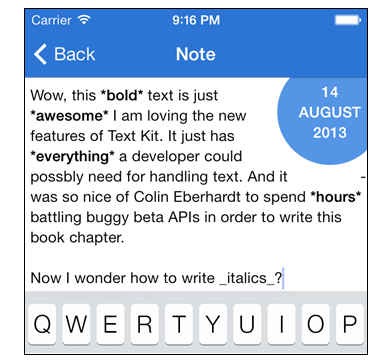 Carrier 9:16 PM
Back Note
14
AUGUST
2013
Wow, this *bold* text is just
*awesome* I am loving the new
features of Text Kit. It just has
*everything* a developer could
possbly need for handling text. And it -
was so nice of Colin Eberhardt to spend *hours*
battling buggy beta APIs in order to write this
book chapter.
Now I wonder how to write _italics_?
Q W E R T Y U I O P